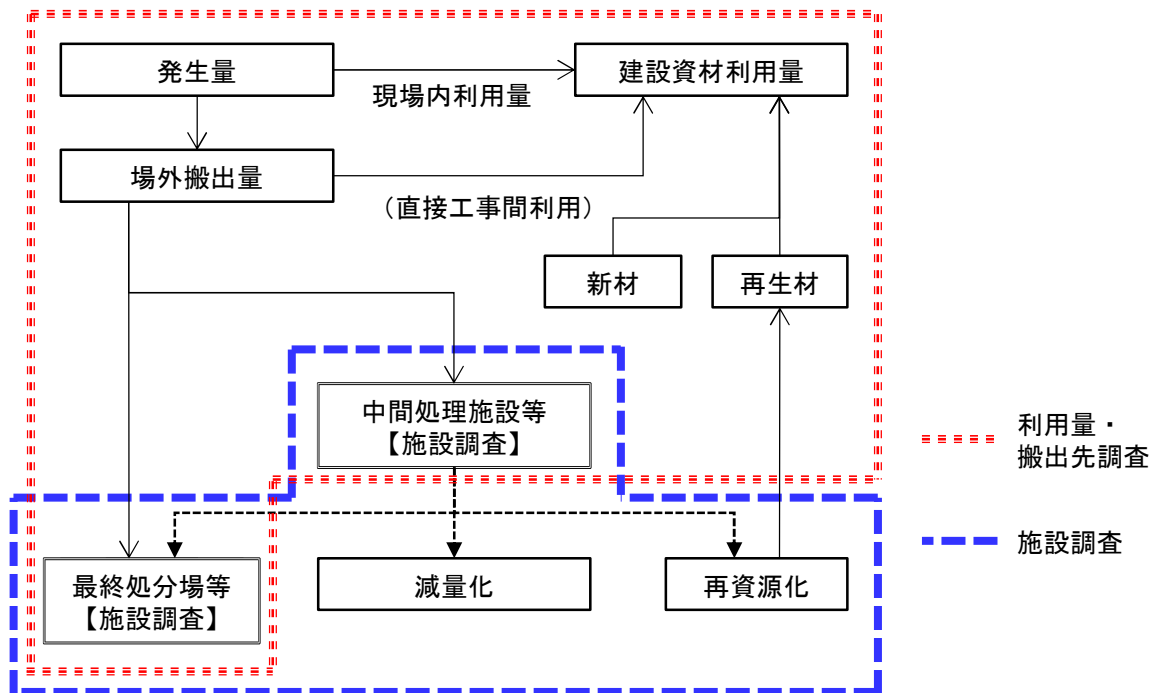 発生量
建設資材利用量
現場内利用量
場外搬出量
（直接工事間利用）
新材
再生材
中間処理施設等
【施設調査】
利用量・
搬出先調査
施設調査
最終処分場等
【施設調査】
減量化
再資源化